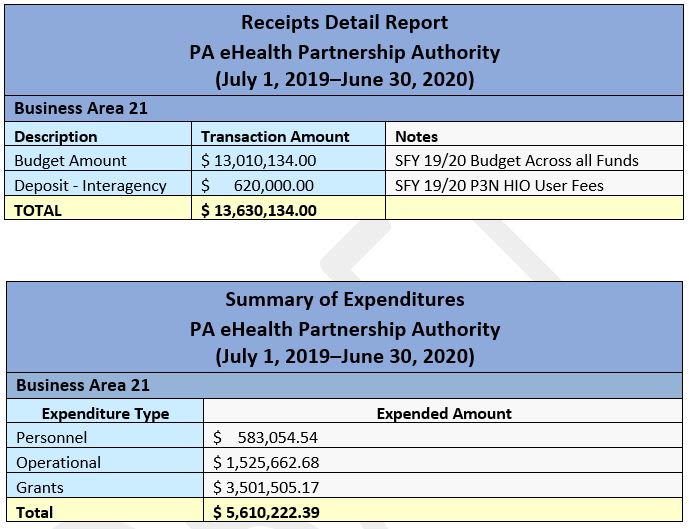 Receipts Detail Report
PA eHealth Partnership Authority
(July 1, 2019–June 30, 2020)
Business Area 21
Description Transaction Amount Notes
Budget Amount $ 13,010,134.00 SFY 19/20 Budget Across all Funds
Deposit - Interagency $ 620,000.00 SFY 19/20 P3N HIO User Fees
TOTAL $ 13,630,134.00
Summary of Expenditures
PA eHealth Partnership Authority
(July 1, 2019–June 30, 2020)
Business Area 21
Expenditure Type Expended Amount
Personnel $ 583,054.54
Operational $ 1,525,662.68
Grants $ 3,501,505.17
Total $ 5,610,222.39